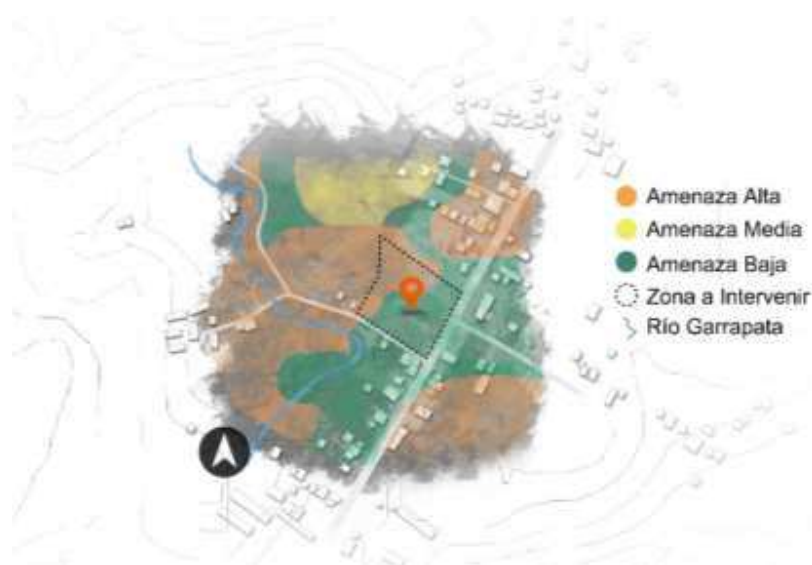 Amenaza Alta
Amenaza Media
Amenaza Baja
Zona a Intervenir
Río Garrapata